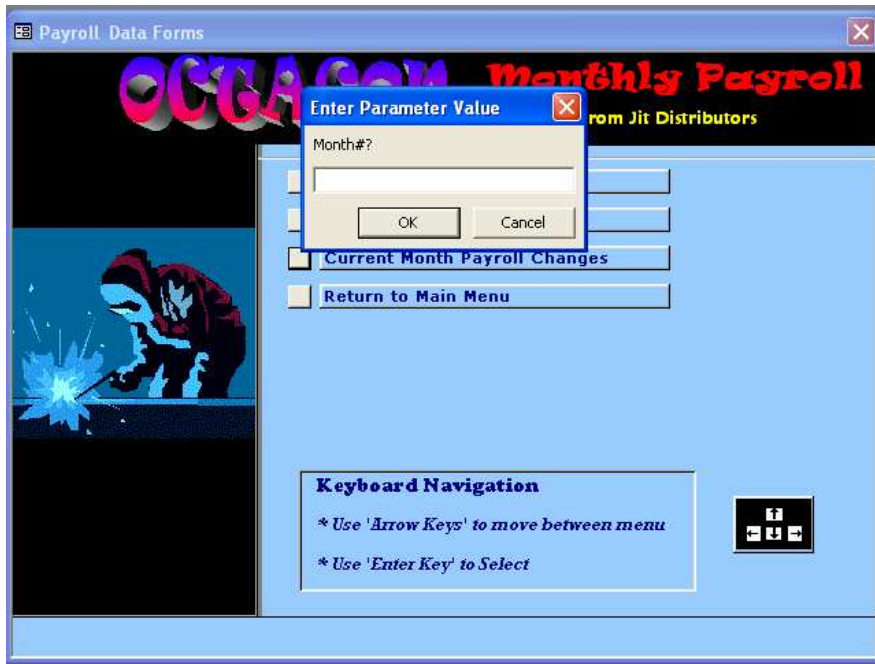 Payroll Data Forms
OCTAGON Monthly Payroll
Enter Parameter Value
rom Jit Distributors
Month#?
OK Cancel
Current Month Payroll Changes
Return to Main Menu
Keyboard Navigation
* Use 'Arrow Keys' to move between menu
* Use 'Enter Key' to Select